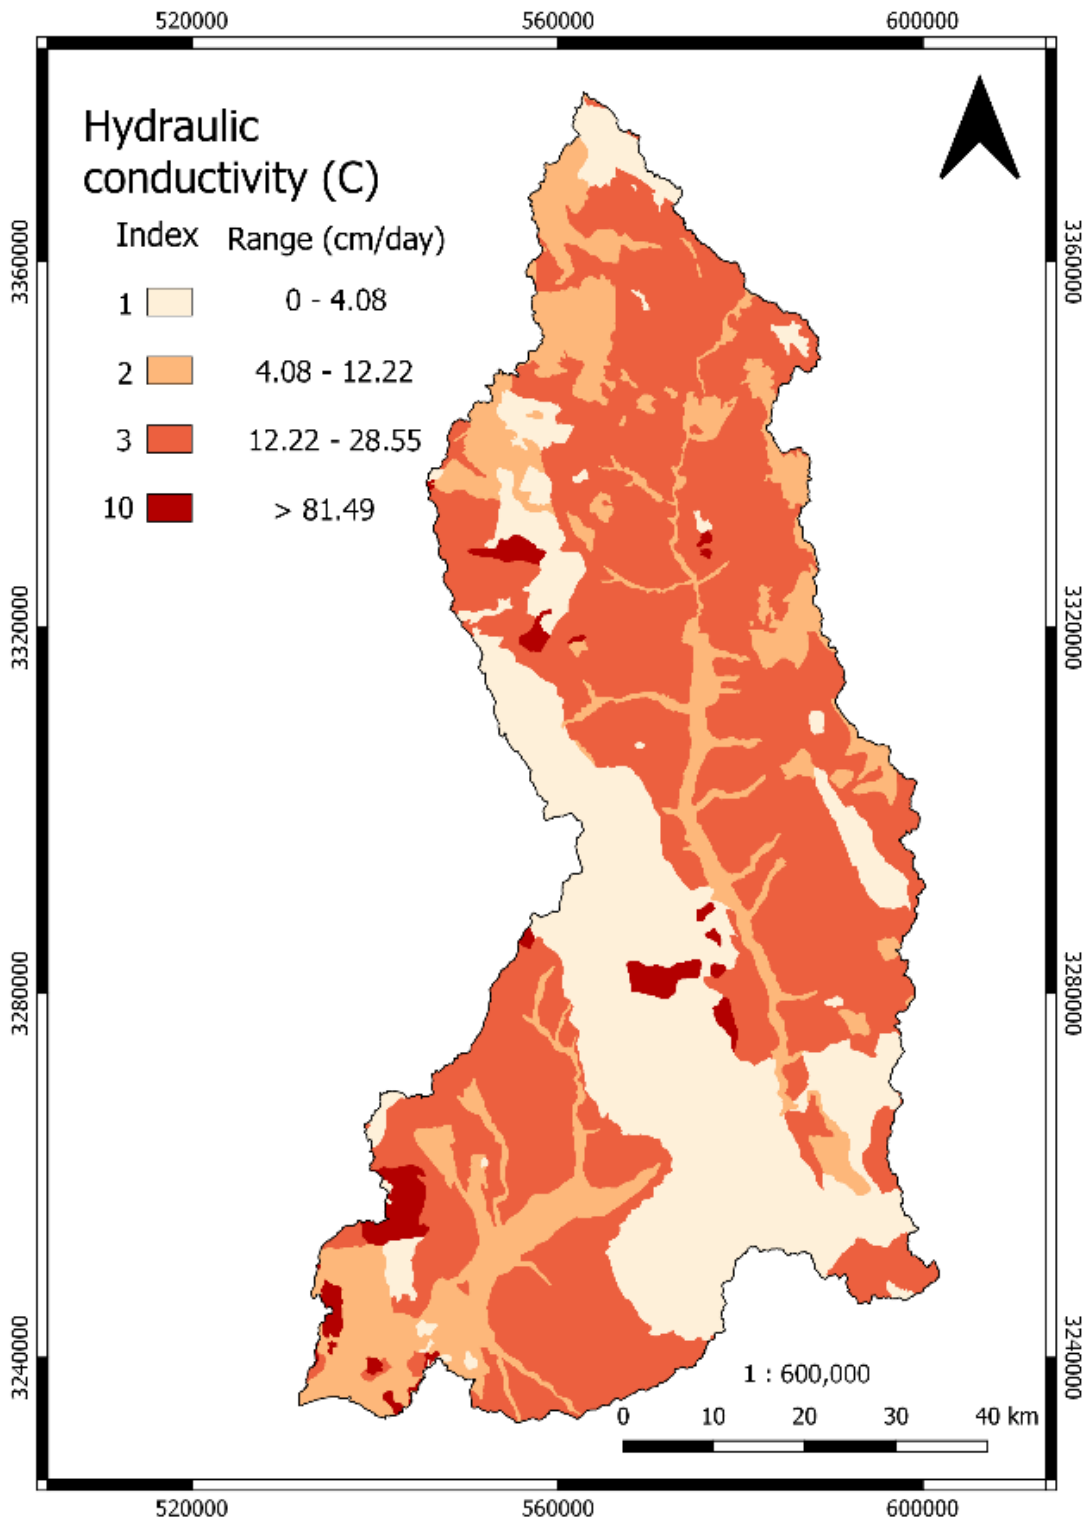 520000 560000 600000
Hydraulic
conductivity (C)
Index Range (cm/day)
1 0 - 4.08
2 4.08 - 12.22
3 12.22 - 28.55
10 > 81.49
3360000 3360000
3320000 3320000
3280000 3280000
3240000 3240000
1 : 600,000
0 10 20 30 40 km
520000 560000 600000